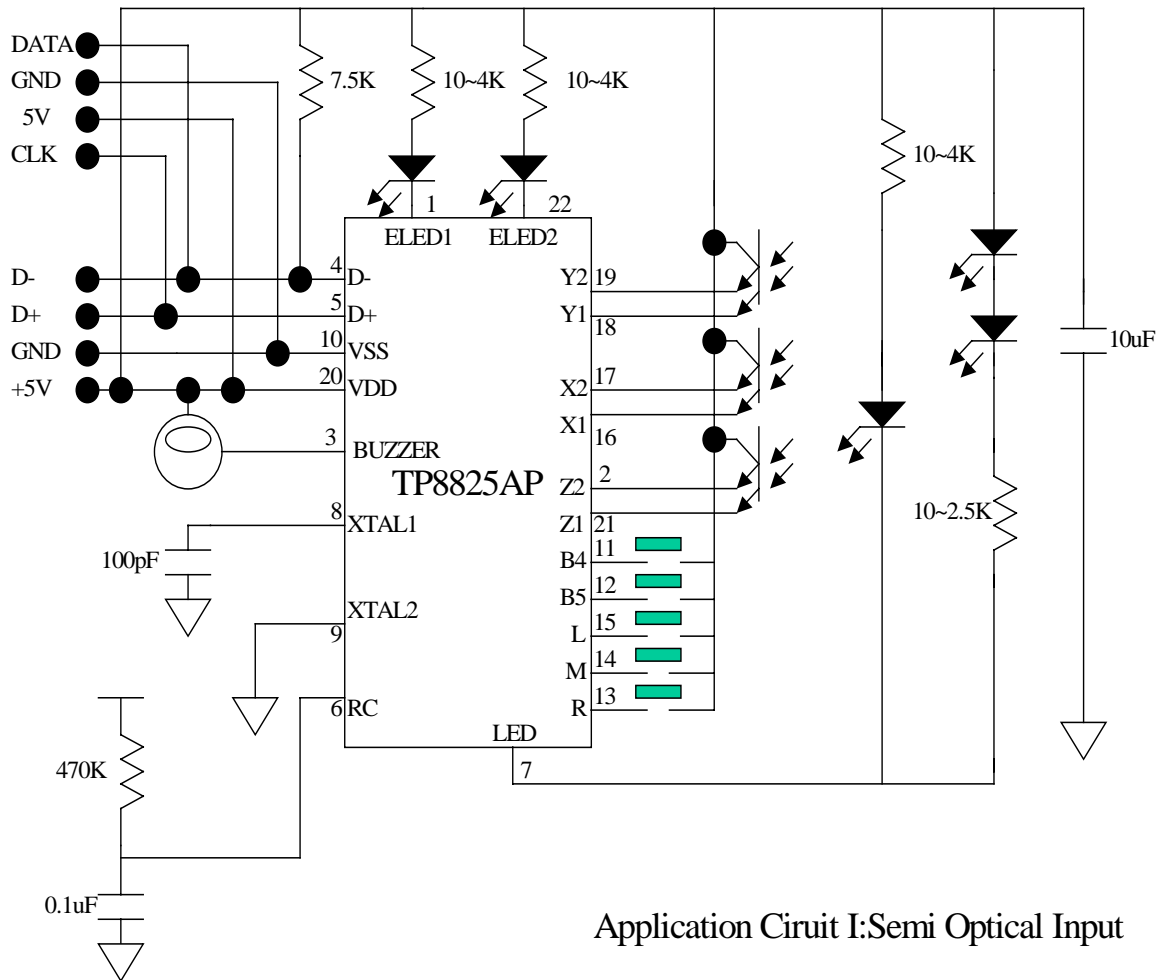 DATA
GND
5V
CLK
7.5K
10~4K
10~4K
10~4K
1
22
ELED1
ELED2
D-
D+
GND
+5V
4
D-
5
D+
10
VSS
20
VDD
3
BUZZER
TP8825AP
8
XTAL1
100pF
XTAL2
9
6
RC
LED
7
Y2
19
Y1
18
X2
17
X1
16
Z2
2
Z1
21
B4
11
B5
12
L
15
M
14
R
13
10uF
10~2.5K
470K
0.1uF
Application Ciruit I:Semi Optical Input